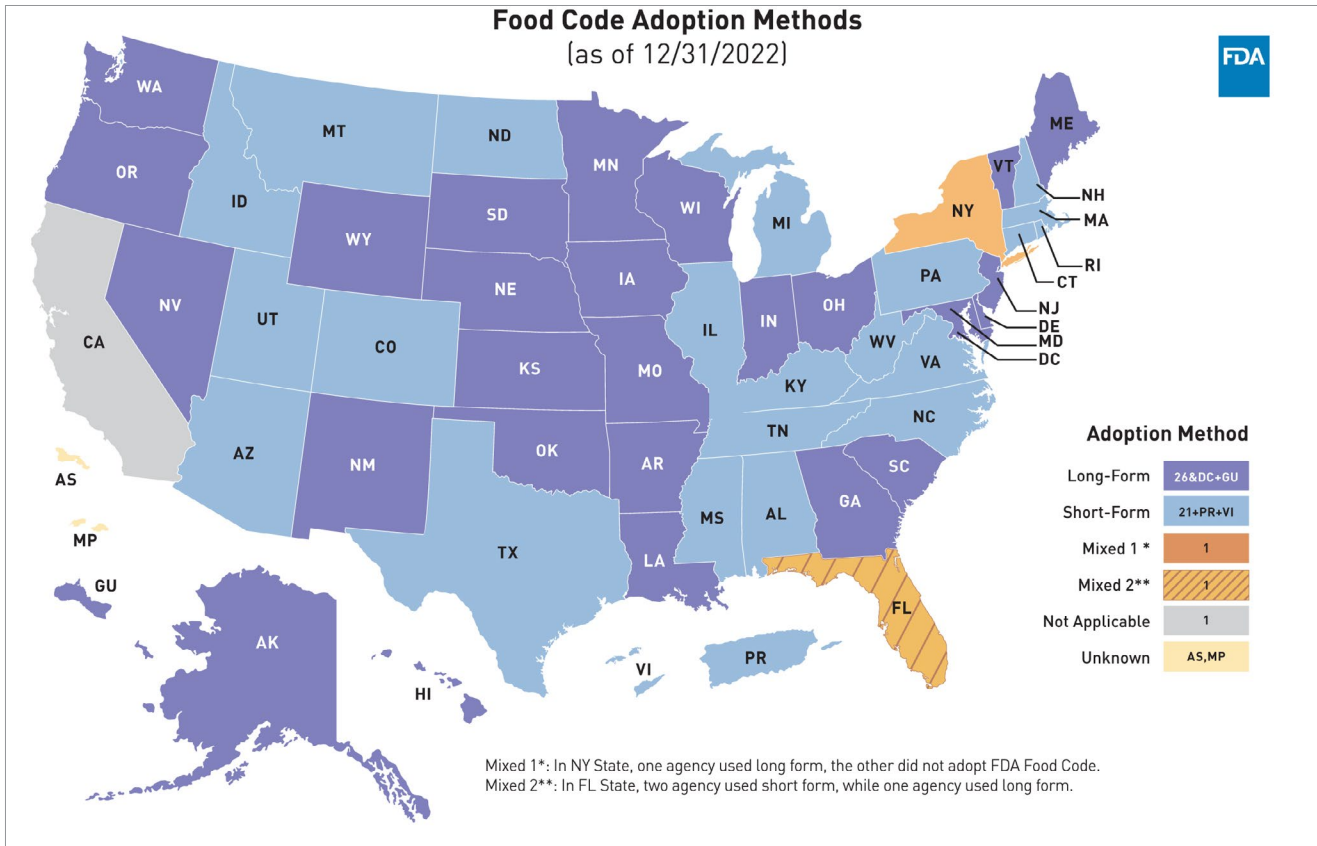 Food Code Adoption Methods
(as of 12/31/2022)
FDA
WA
MT
ND
MN
ME
OR
ID
WY
SD
WI
MI
NY
VT
NH
MA
RI
CT
NV
UT
CO
NE
IA
IL
IN
OH
PA
NJ
DE
MD
DC
CA
KS
MO
KY
WV
VA
AZ
NM
OK
AR
TN
NC
SC
AS
MP
GU
TX
LA
MS
AL
GA
FL
AK
HI
VI
PR
Adoption Method
Long-Form 26&DC+GU
Short-Form 21+PR+VI
Mixed 1 * 1
Mixed 2** 1
Not Applicable 1
Unknown AS,MP
Mixed 1*: In NY State, one agency used long form, the other did not adopt FDA Food Code.
Mixed 2**: In FL State, two agency used short form, while one agency used long form.